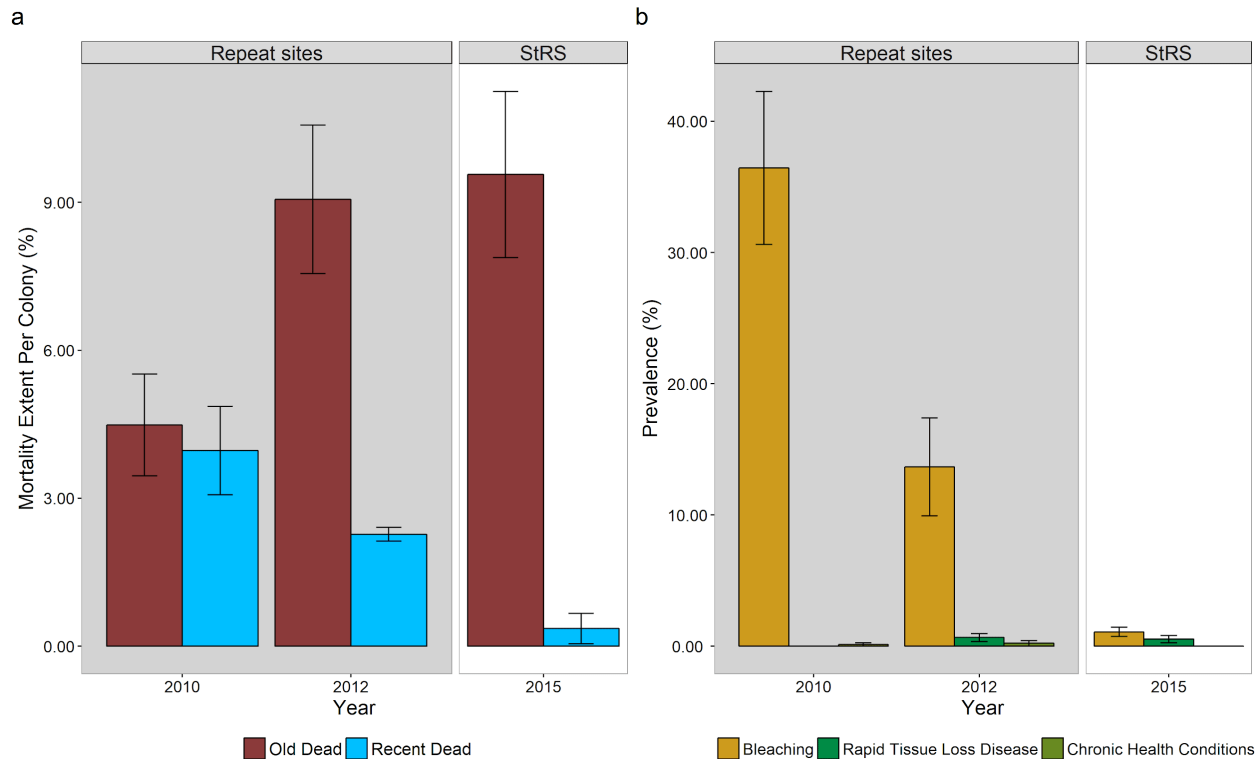 a
Repeat sites
StRS
Mortality Extent Per Colony (%)
9.00
6.00
3.00
0.00
2010
2012
2015
Year
Old Dead
Recent Dead
b
Repeat sites
StRS
Prevalence (%)
40.00
30.00
20.00
10.00
0.00
2010
2012
2015
Year
Bleaching
Rapid Tissue Loss Disease
Chronic Health Conditions